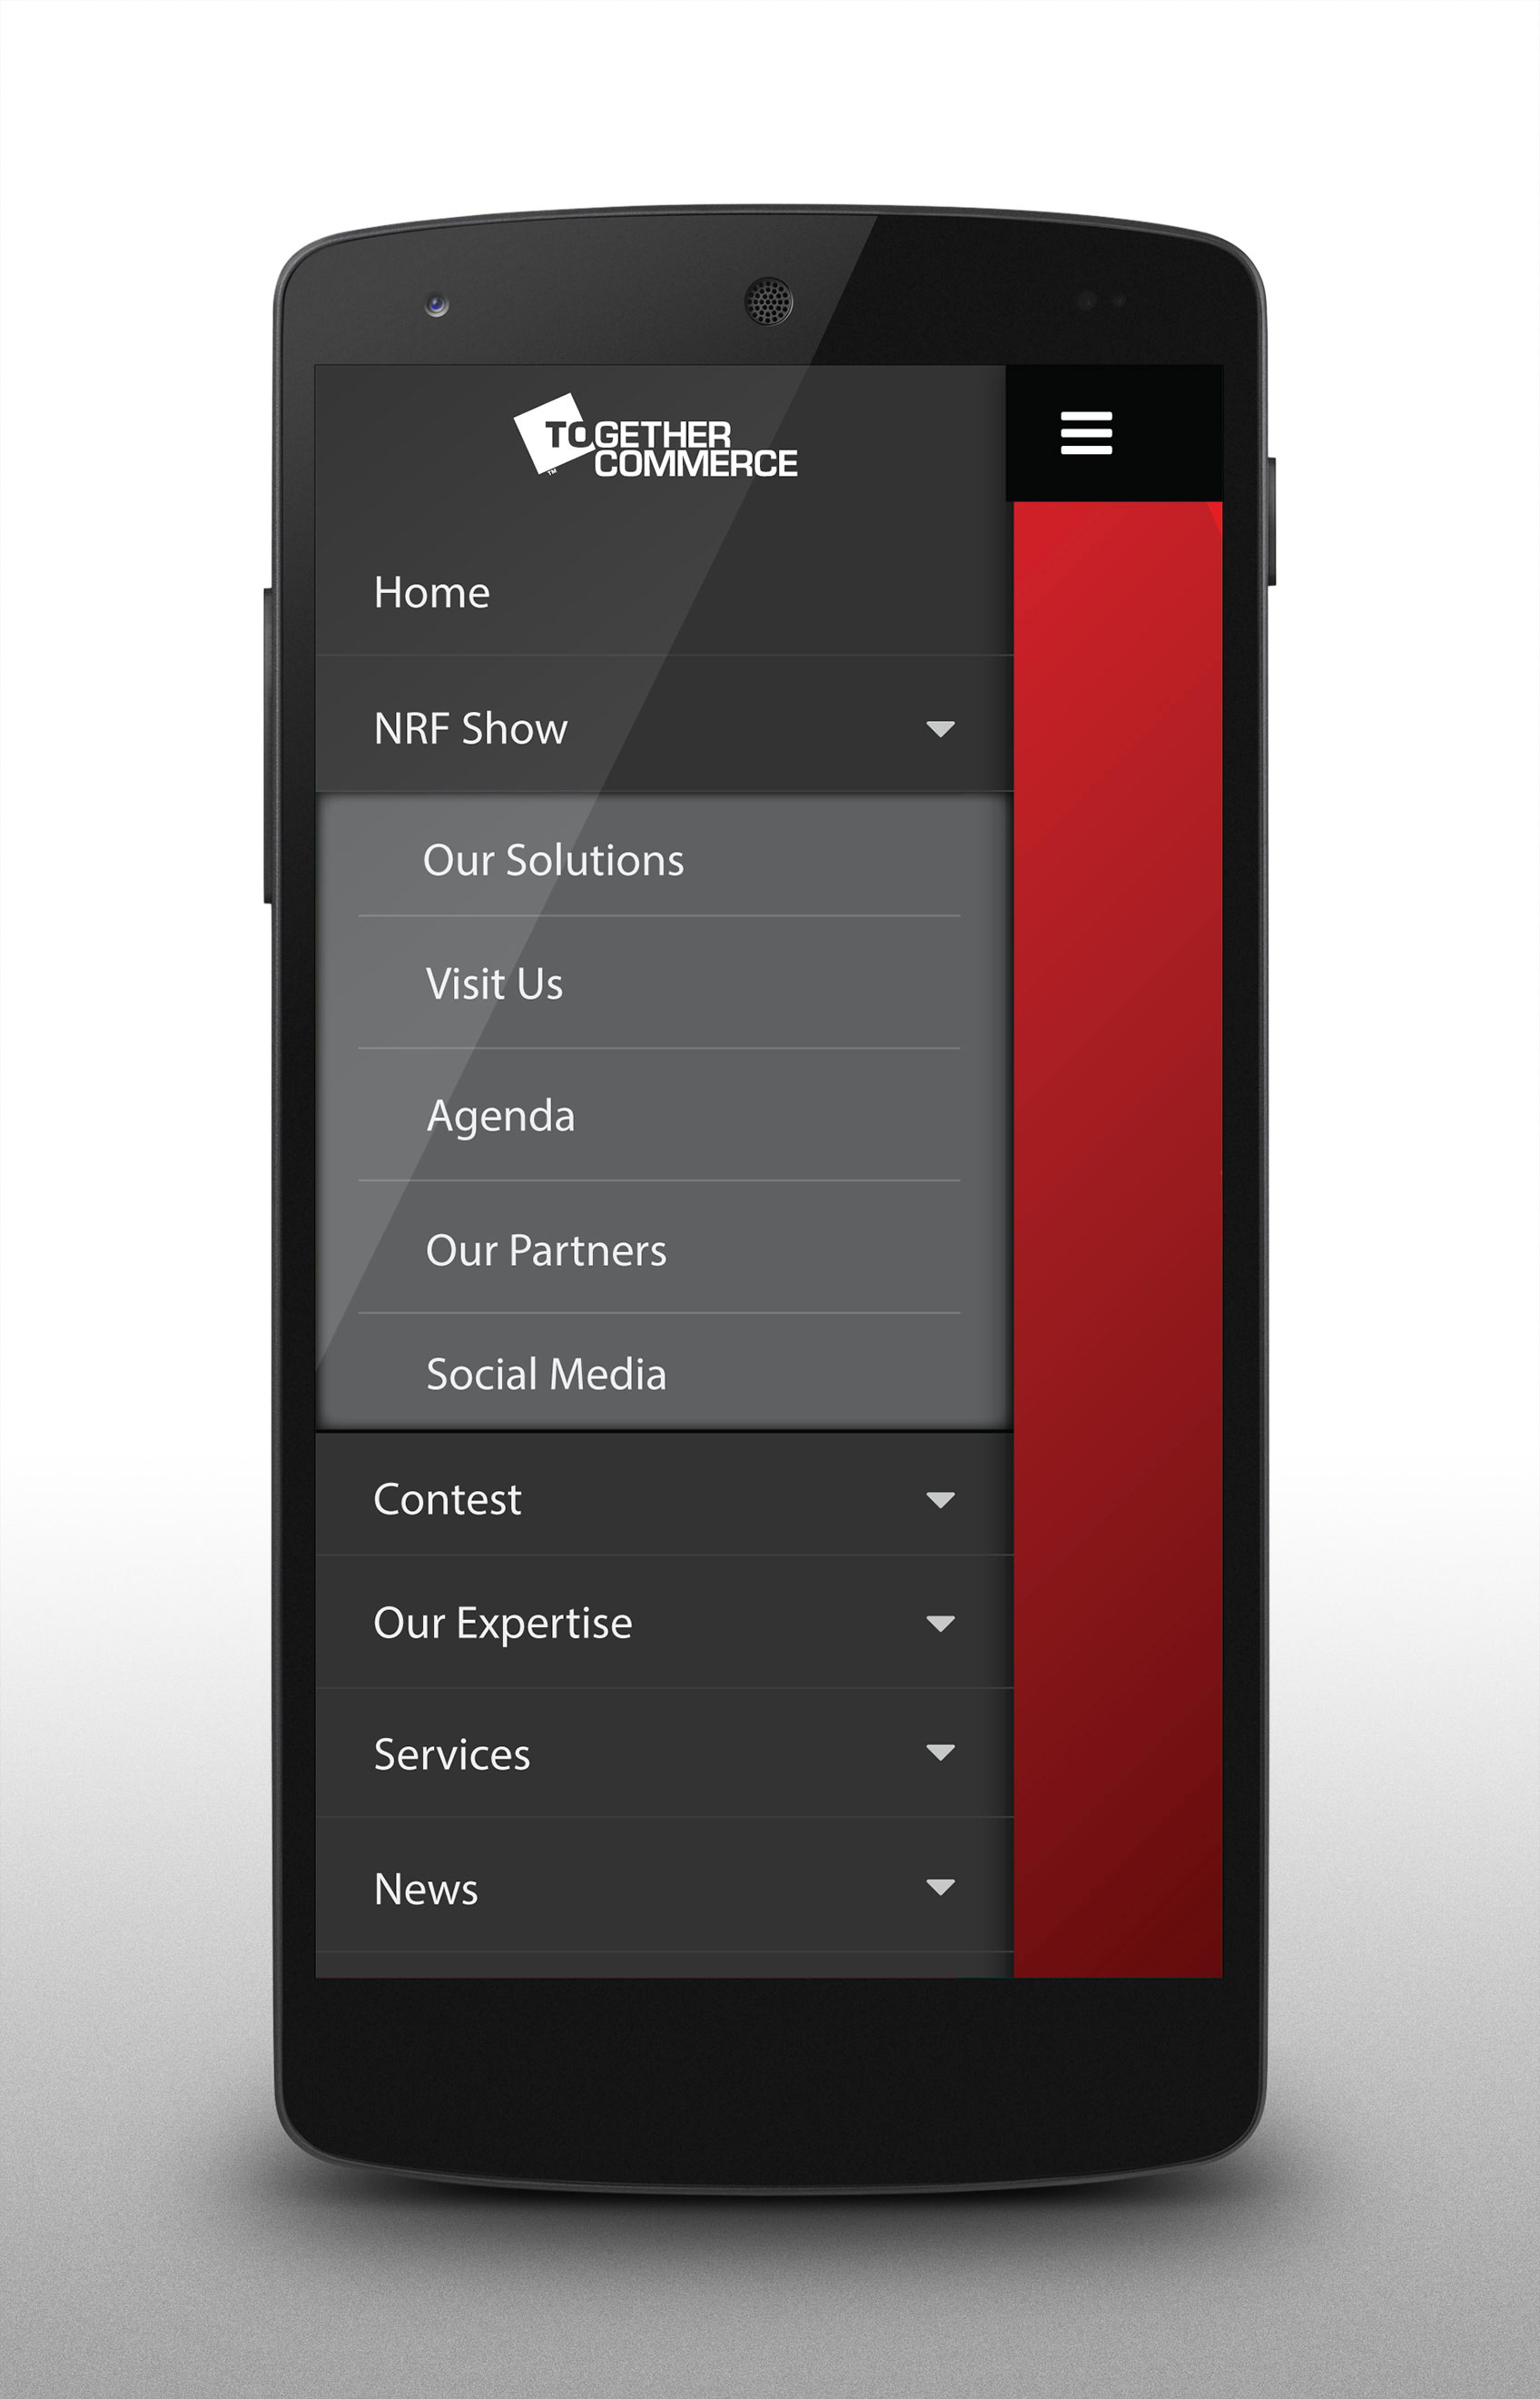 TOGETHER
COMMERCE
™
Home
NRF Show
Our Solutions
Visit Us
Agenda
Our Partners
Social Media
Contest
Our Expertise
Services
News